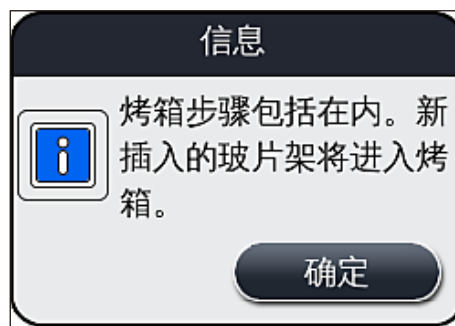 信息
烤箱步骤包括在内。新
插入的玻片架将进入烤
箱。
确定